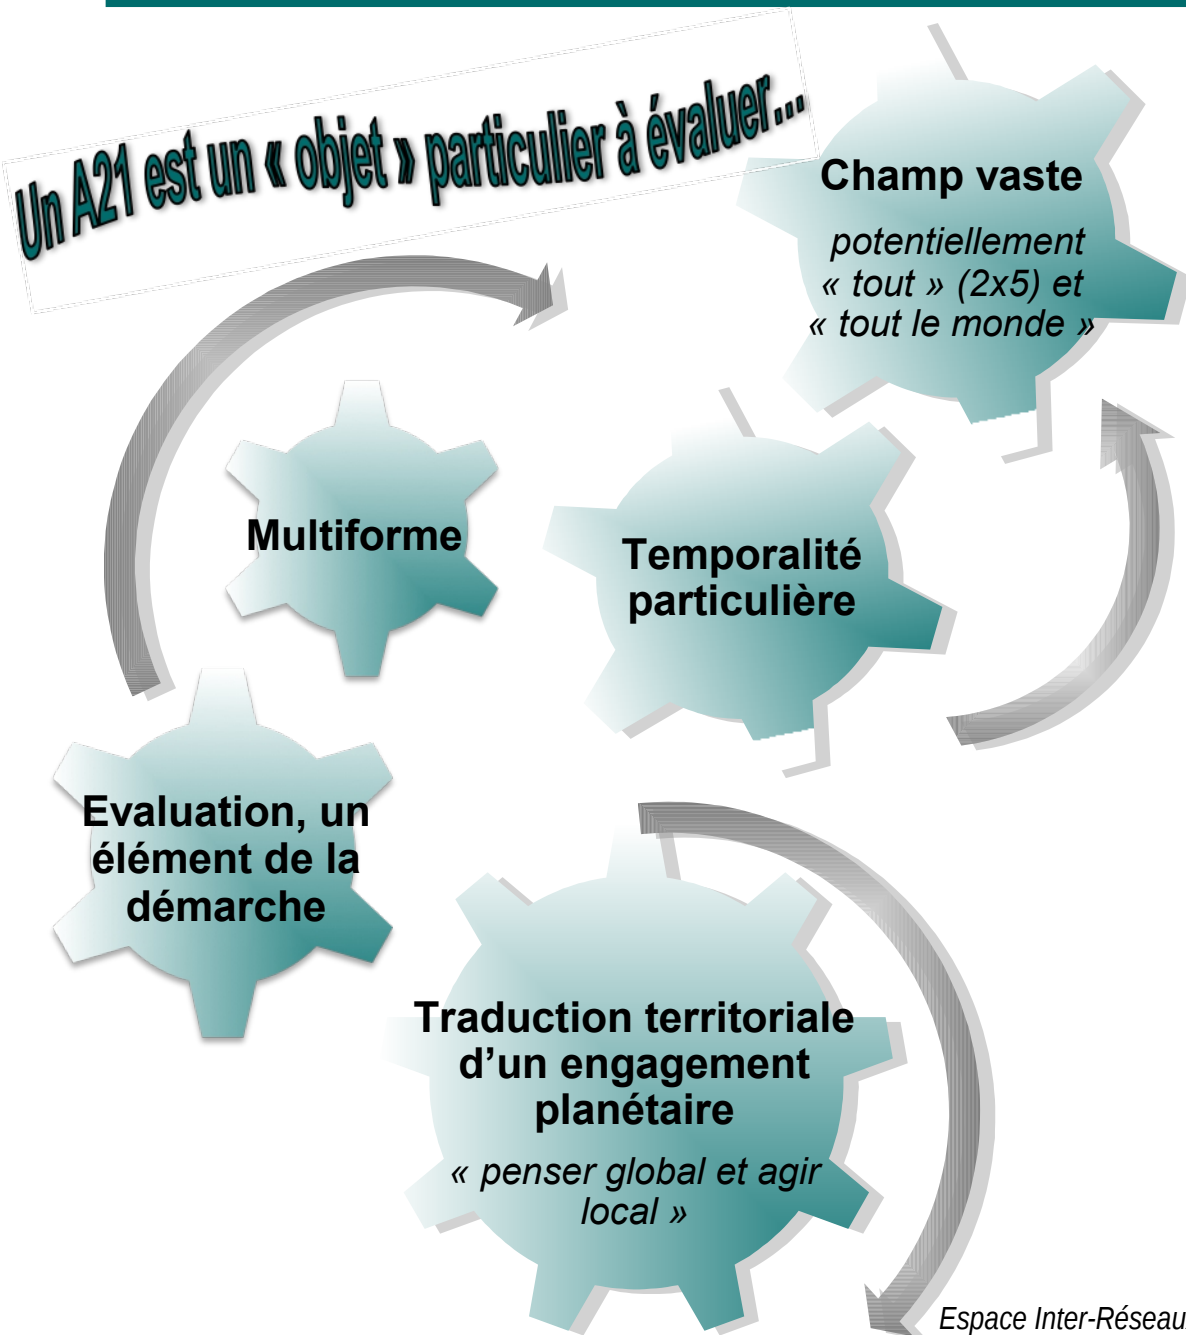 Un A21 est un « objet » particulier à évaluer…
Champ vaste
potentiellement
« tout » (2x5) et
« tout le monde »
Multiforme
Temporalité
particulière
Evaluation, un
élément de la
démarche
Traduction territoriale
d’un engagement
planétaire
« penser global et agir
local »
Espace Inter-Réseau